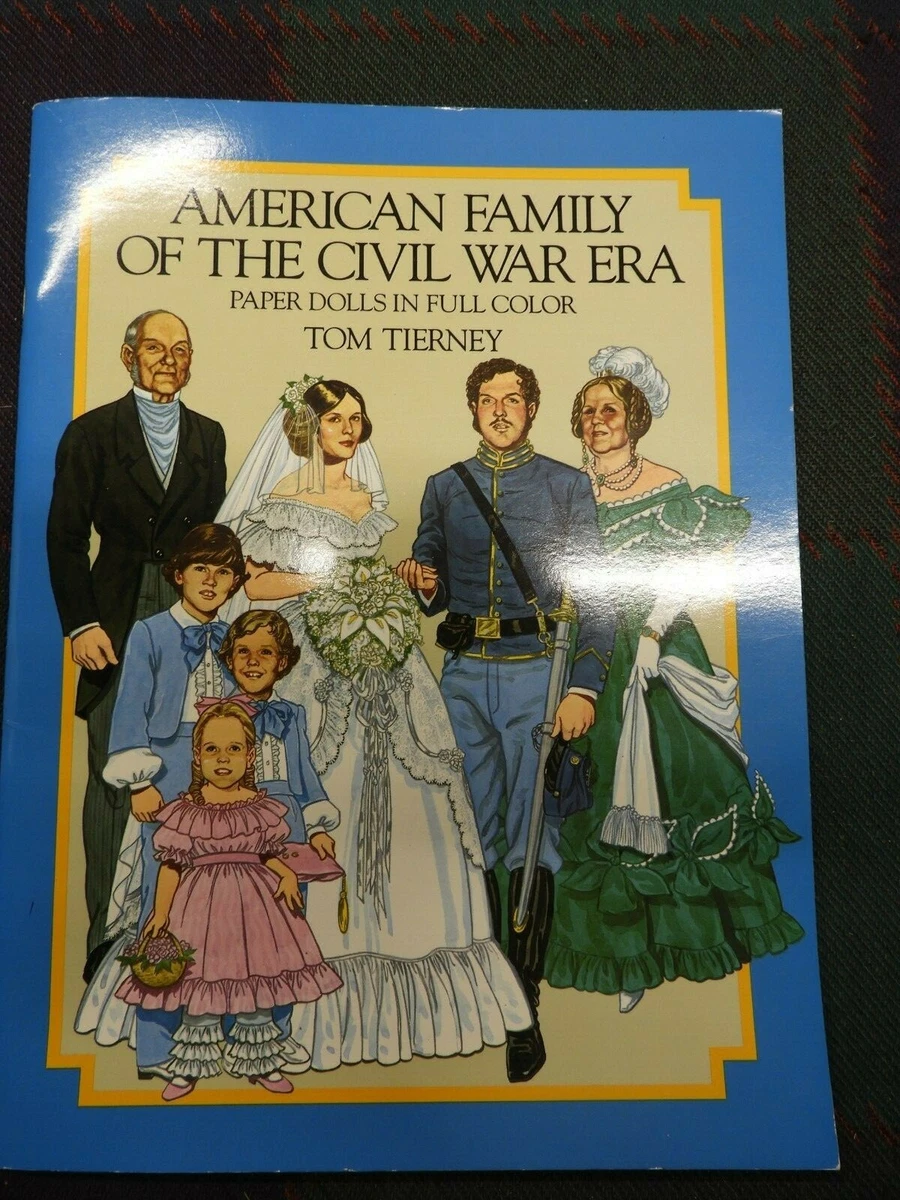 AMERICAN FAMILY
OF THE CIVIL WAR ERA
PAPER DOLLS IN FULL COLOR
TOM TIERNEY